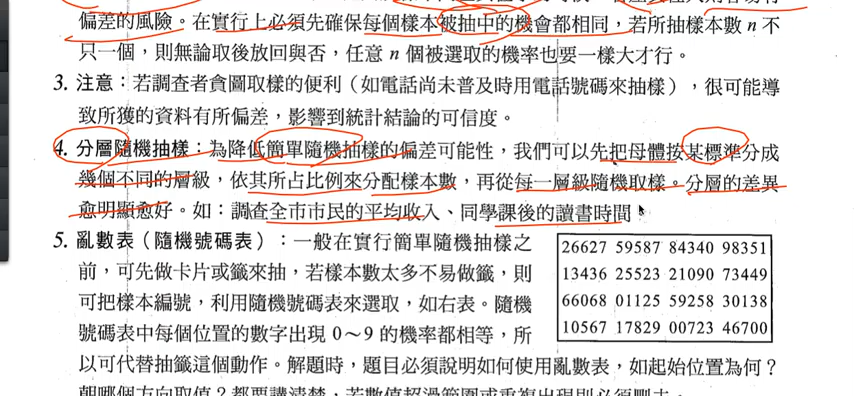 偏差的風險。在實行上必須先確保每個樣本被抽中的機會都相同,若所抽樣本數 n 不
只一個,則無論取後放回與否,任意 n 個被選取的機率也要一樣大才行。
3. 注意:若調查者貪圖取樣的便利(如電話尚未普及時用電話號碼來抽樣),很可能導
致所獲的資料有所偏差,影響到統計結論的可信度。
4. 分層隨機抽樣:為降低簡單隨機抽樣的偏差可能性,我們可以先把母體按某標準分成
幾個不同的層級,依其所占比例來分配樣本數,再從每一層級隨機取樣。分層的差異
愈明顯愈好。如:調查全市市民的平均收入、同學課後的讀書時間
5. 亂數表(隨機號碼表):一般在實行簡單隨機抽樣之
前,可先做卡片或籤來抽,若樣本數太多不易做籤,則
可把樣本編號,利用隨機號碼表來選取,如右表。隨機
號碼表中每個位置的數字出現 0~9 的機率都相等,所
以可代替抽籤這個動作。解題時,題目必須說明如何使用亂數表,如起始位置為何?
26627 59587 84340 98351
13436 25523 21090 73449
66068 01125 59258 30138
10567 17829 00723 46700